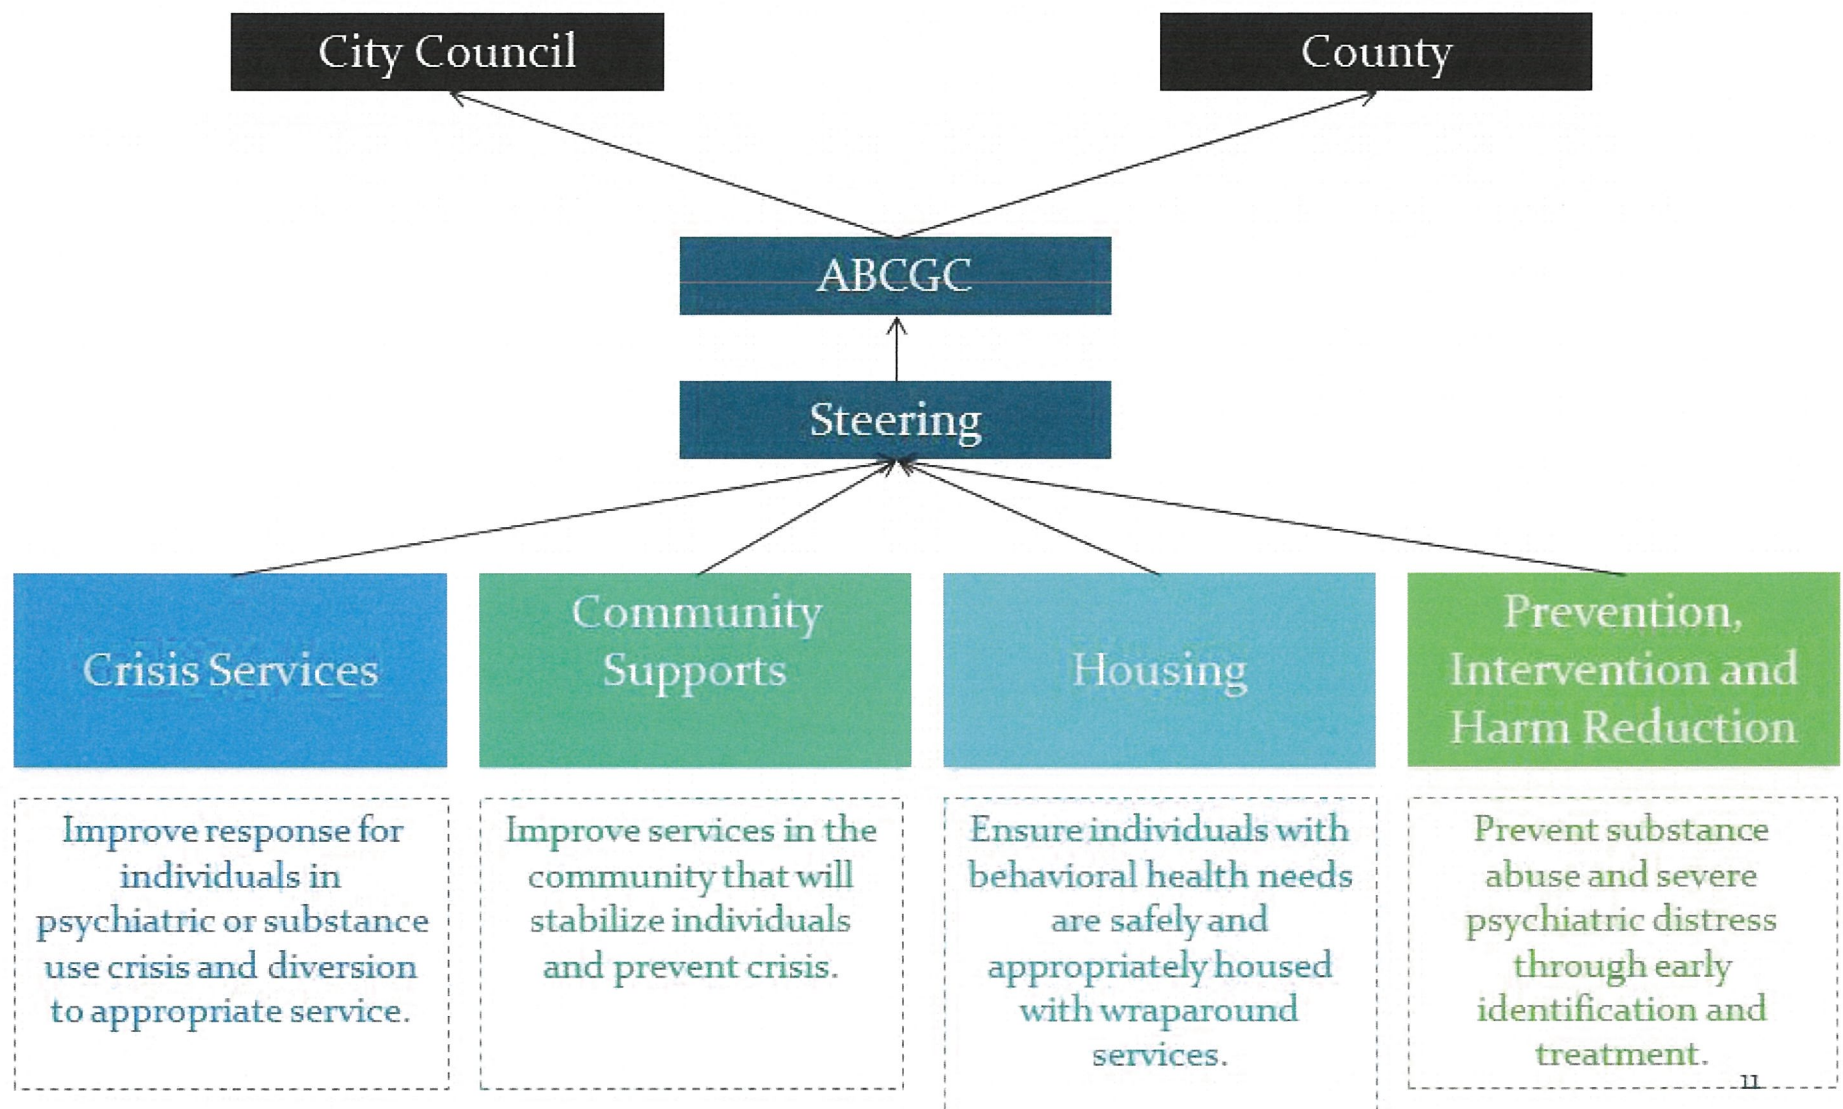 City Council
County
ABCGC
Steering
Crisis Services
Community
Supports
Housing
Prevention,
Intervention and
Harm Reduction
Improve response for
individuals in
psychiatric or substance
use crisis and diversion
to appropriate service.
Improve services in the
community that will
stabilize individuals
and prevent crisis.
Ensure individuals with
behavioral health needs
are safely and
appropriately housed
with wraparound
services.
Prevent substance
abuse and severe
psychiatric distress
through early
identification and
treatment.
11